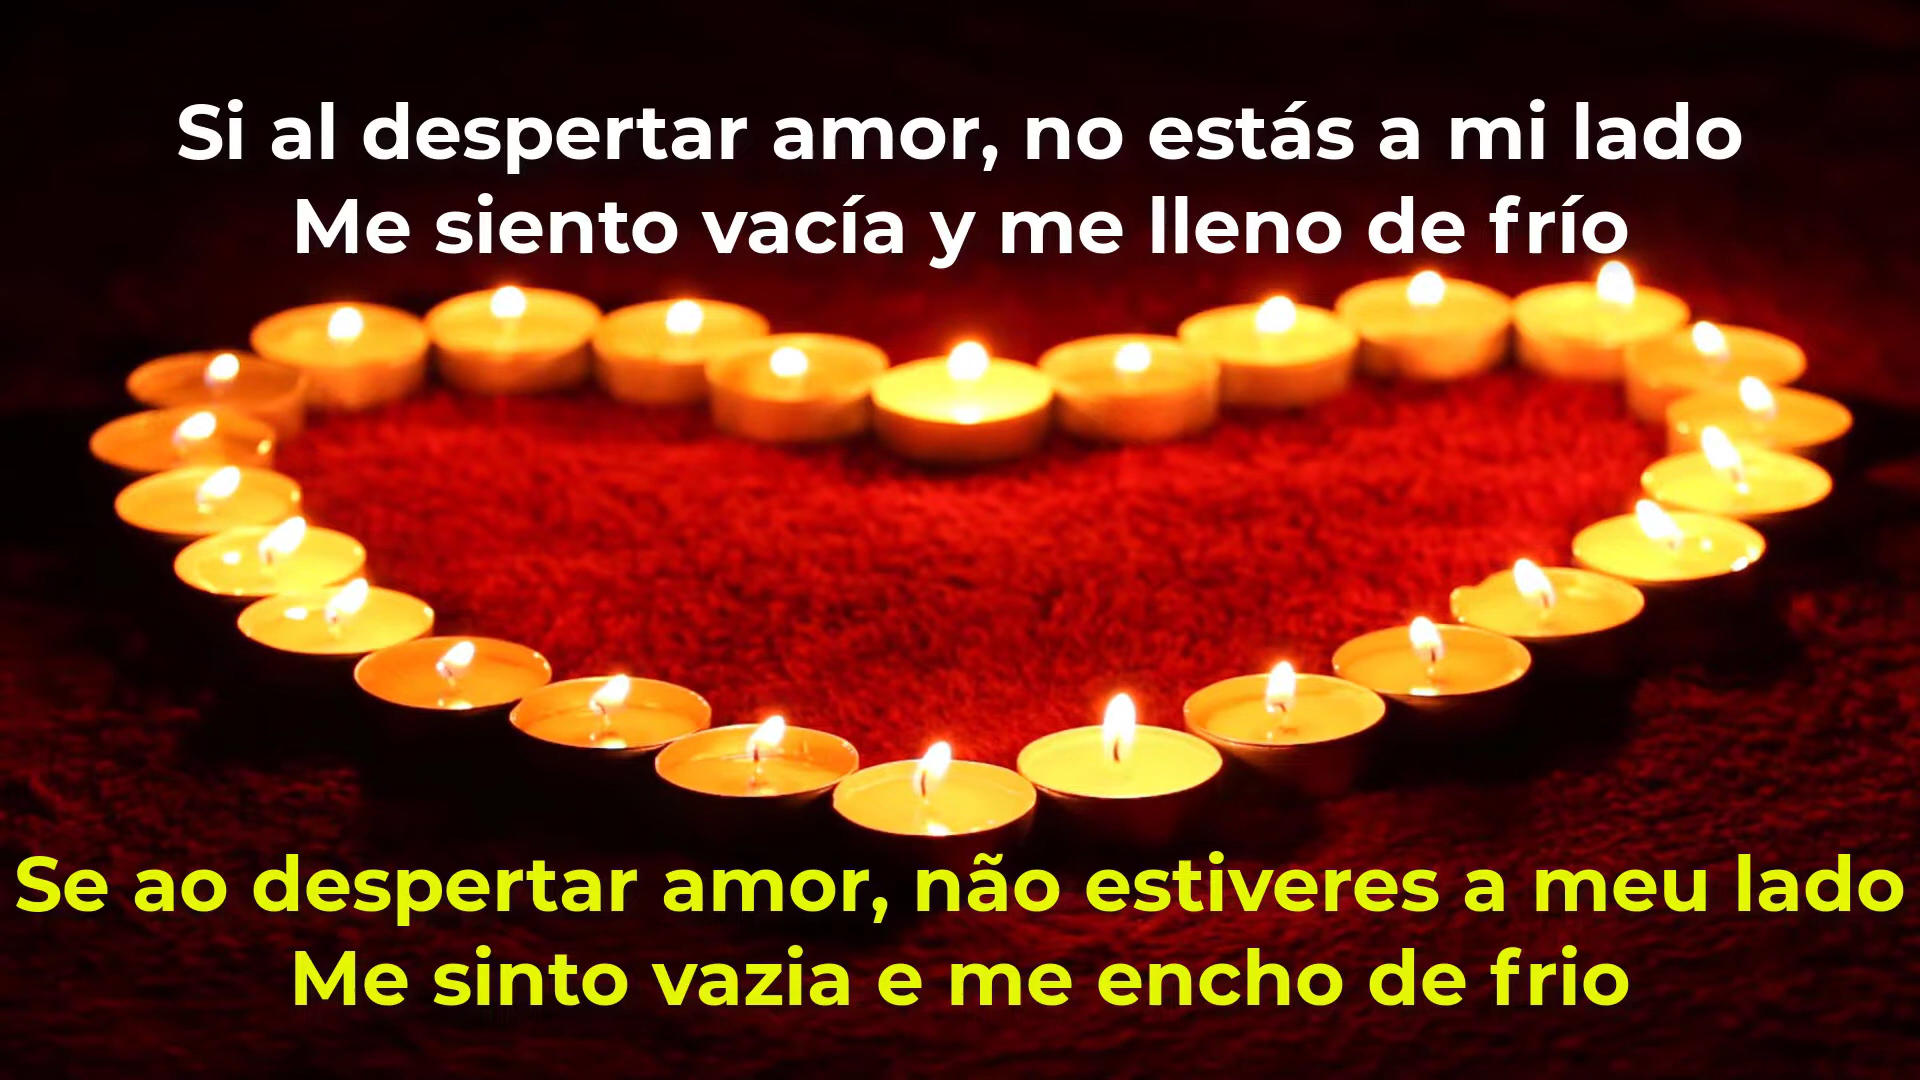 Si al despertar amor, no estás a mi lado
Me siento vacía y me lleno de frío
Se ao despertar amor, não estiveres a meu lado
Me sinto vazia e me encho de frio